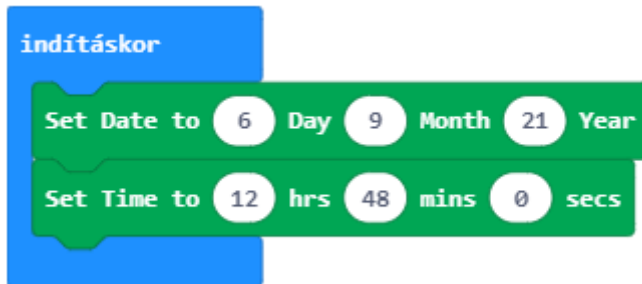 indításkor
Set Date to 6 Day 9 Month 21 Year
Set Time to 12 hrs 48 mins 0 secs